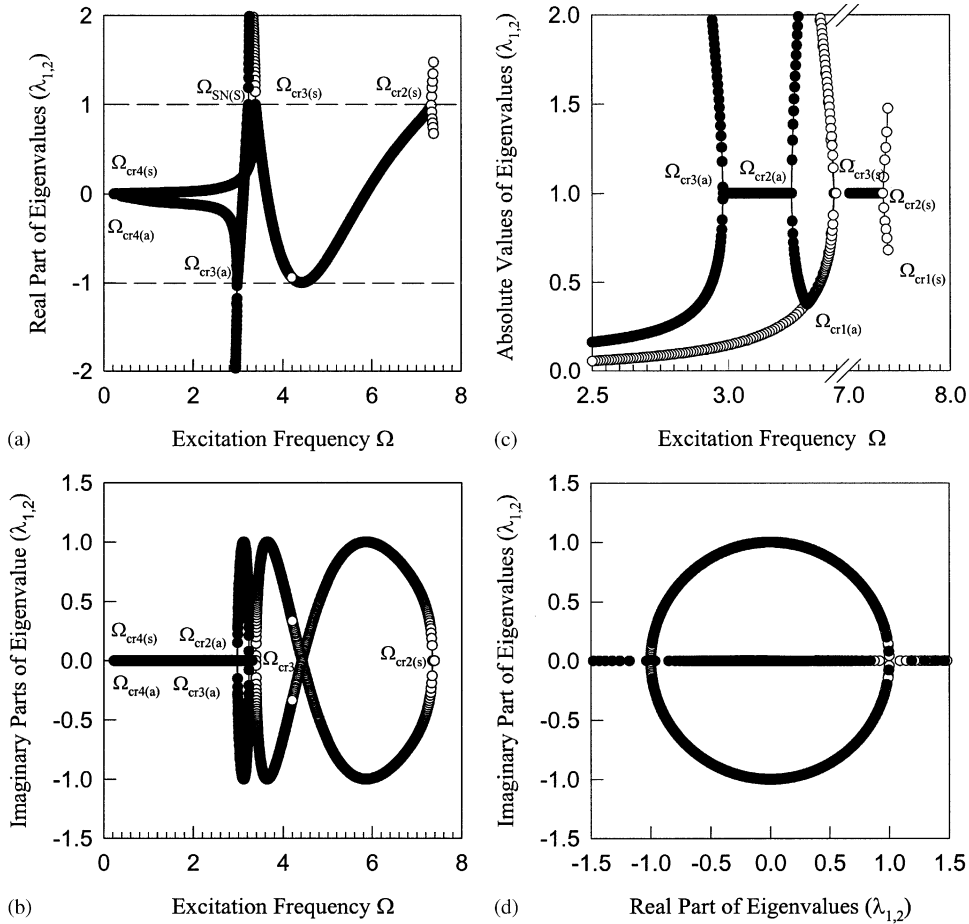 Real Part of Eigenvalues (λ1,2)
2
1
0
-1
-2
ΩSN(S)
Ωcr3(s)
Ωcr2(s)
Ωcr4(s)
Ωcr4(a)
Ωcr3(a)
0
2
4
6
8
(a)
Excitation Frequency Ω
Absolute Values of Eigenvalues (λ1,2)
2.0
1.5
1.0
0.5
0.0
Ωcr3(a)
Ωcr2(a)
Ωcr3(s)
Ωcr2(s)
Ωcr1(s)
Ωcr1(a)
2.5
3.0
7.0
8.0
(c)
Excitation Frequency Ω
Imaginary Parts of Eigenvalue (λ1,2)
1.5
1.0
0.5
0.0
-0.5
-1.0
-1.5
Ωcr4(s)
Ωcr2(a)
Ωcr4(a)
Ωcr3(a)
Ωcr3
Ωcr2(s)
0
2
4
6
8
(b)
Excitation Frequency Ω
Imaginary Part of Eigenvalues (λ1,2)
1.5
1.0
0.5
0.0
-0.5
-1.0
-1.5
-1.5
-1.0
-0.5
0.0
0.5
1.0
1.5
(d)
Real Part of Eigenvalues (λ1,2)